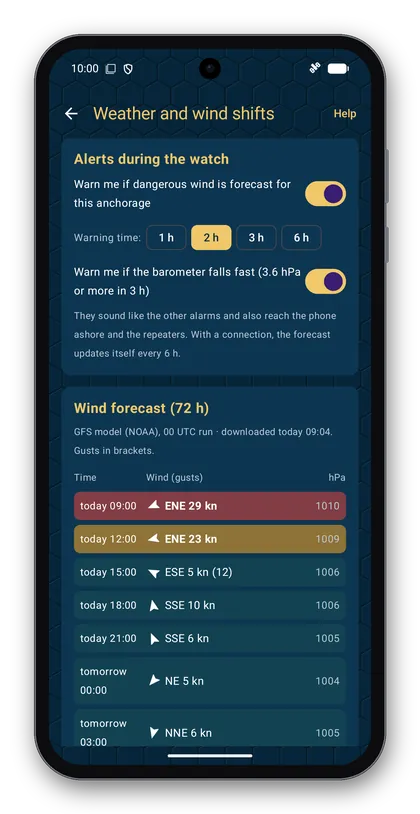 10:00
Weather and wind shifts
Help
Alerts during the watch
Warn me if dangerous wind is forecast for
this anchorage
Warning time: 1 h 2 h 3 h 6 h
Warn me if the barometer falls fast (3.6 hPa
or more in 3 h)
They sound like the other alarms and also reach the phone
ashore and the repeaters. With a connection, the forecast
updates itself every 6 h.
Wind forecast (72 h)
GFS model (NOAA), 00 UTC run · downloaded today 09:04.
Gusts in brackets.
Time Wind (gusts) hPa
today 09:00 ENE 29 kn 1010
today 12:00 ENE 23 kn 1009
today 15:00 ESE 5 kn (12) 1006
today 18:00 SSE 10 kn 1006
today 21:00 SSE 6 kn 1005
tomorrow
00:00 NE 5 kn 1004
tomorrow
03:00 NNE 6 kn 1005